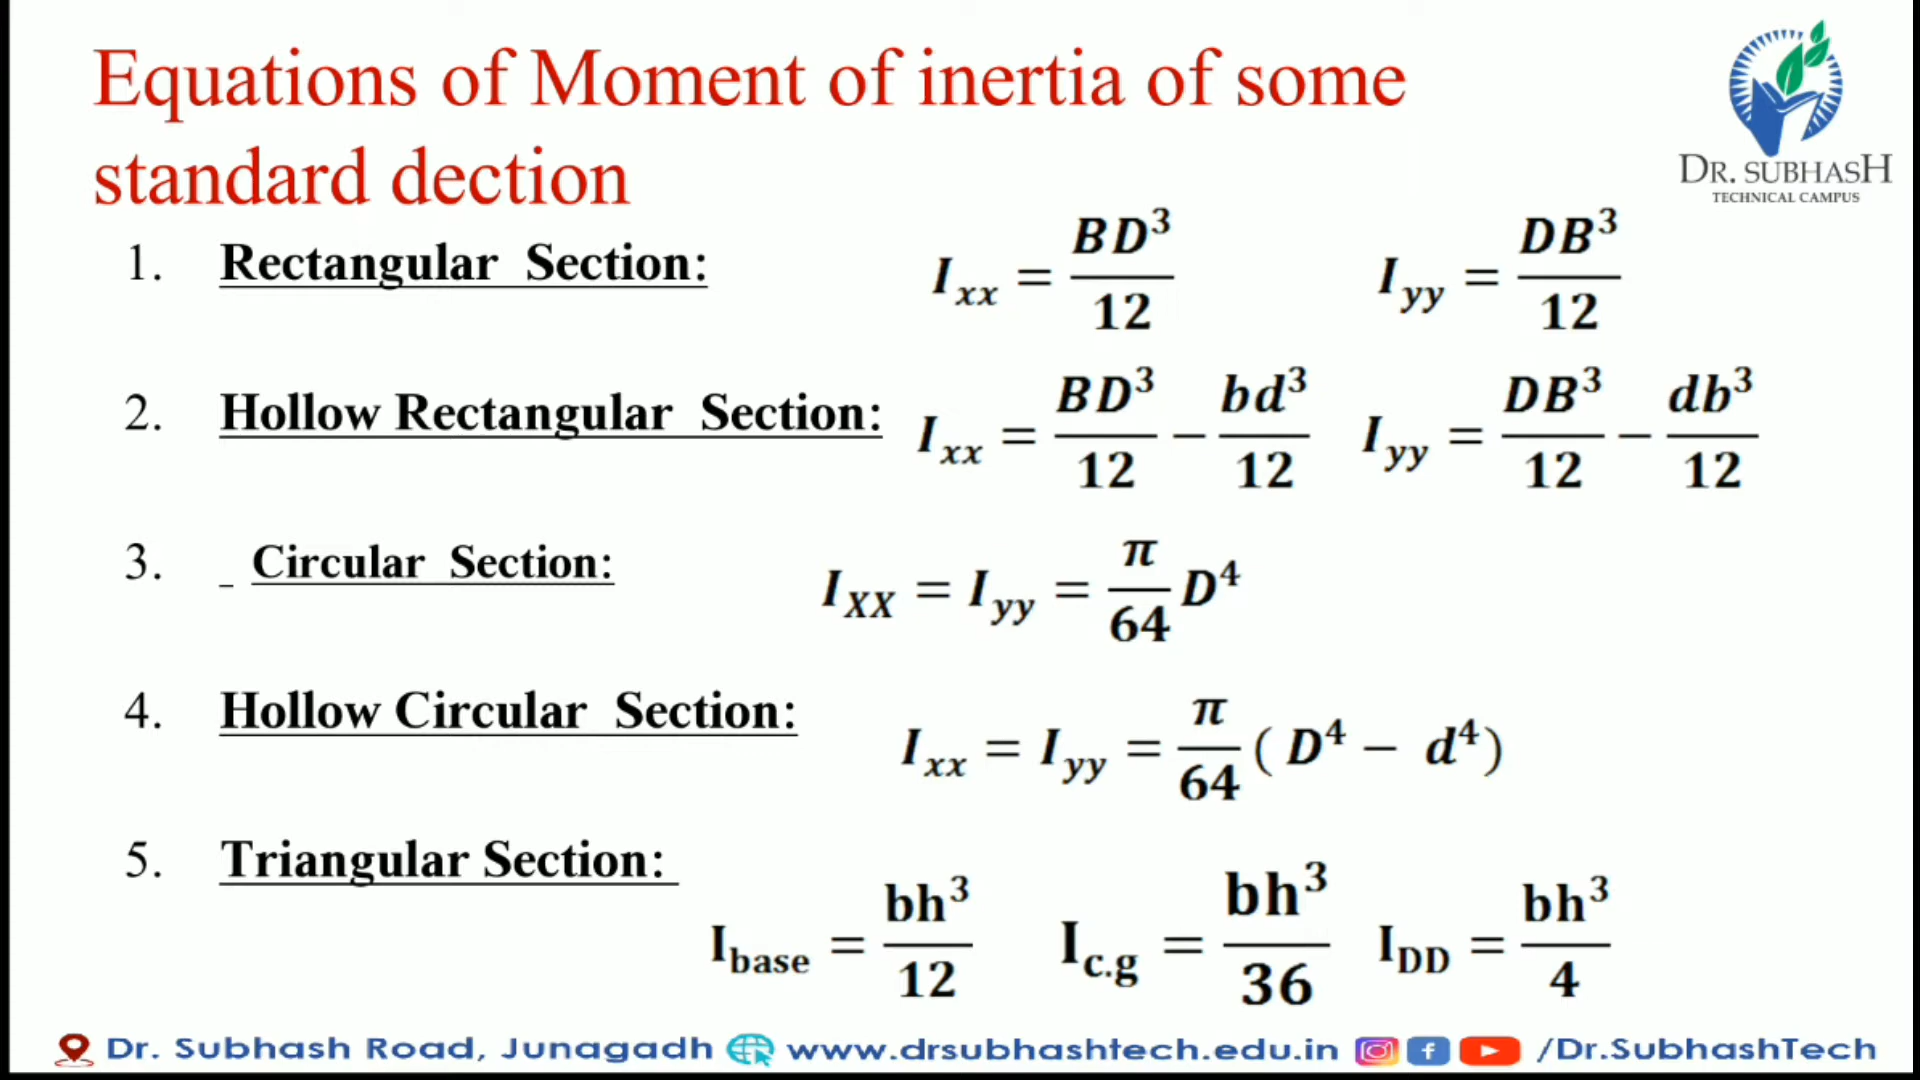 Equations of Moment of inertia of some
standard dection
DR. SUBHASH
TECHNICAL CAMPUS
1. Rectangular Section: I_xx = BD³/12 I_yy = DB³/12
2. Hollow Rectangular Section: I_xx = BD³/12 − bd³/12 I_yy = DB³/12 − db³/12
3. Circular Section: I_XX = I_yy = π/64 D⁴
4. Hollow Circular Section: I_xx = I_yy = π/64 ( D⁴ − d⁴)
5. Triangular Section:
I_base = bh³/12 I_c.g = bh³/36 I_DD = bh³/4
Dr. Subhash Road, Junagadh www.drsubhashtech.edu.in /Dr.SubhashTech